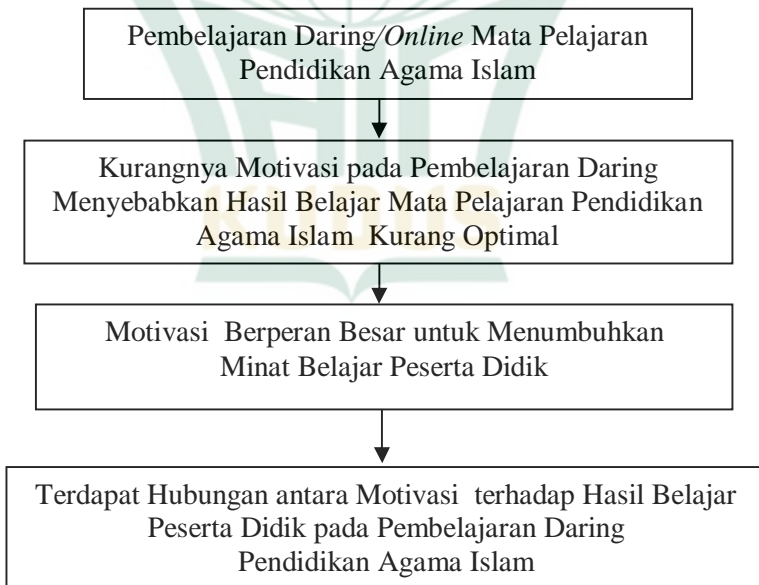 Pembelajaran Daring/Online Mata Pelajaran
Pendidikan Agama Islam
Kurangnya Motivasi pada Pembelajaran Daring
Menyebabkan Hasil Belajar Mata Pelajaran Pendidikan
Agama Islam Kurang Optimal
KUDUS
Motivasi Berperan Besar untuk Menumbuhkan
Minat Belajar Peserta Didik
Terdapat Hubungan antara Motivasi terhadap Hasil Belajar
Peserta Didik pada Pembelajaran Daring
Pendidikan Agama Islam